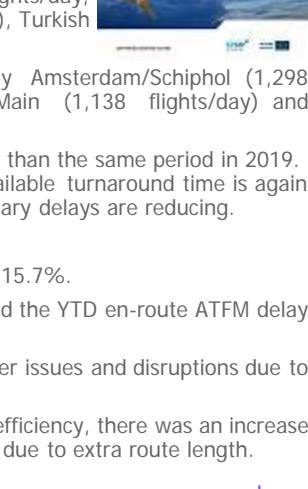 ), Turkish
y Amsterdam/Schiphol (1,298
Main (1,138 flights/day) and
than the same period in 2019.
ailable turnaround time is again
ary delays are reducing.
15.7%.
d the YTD en-route ATFM delay
er issues and disruptions due to
efficiency, there was an increase
due to extra route length.